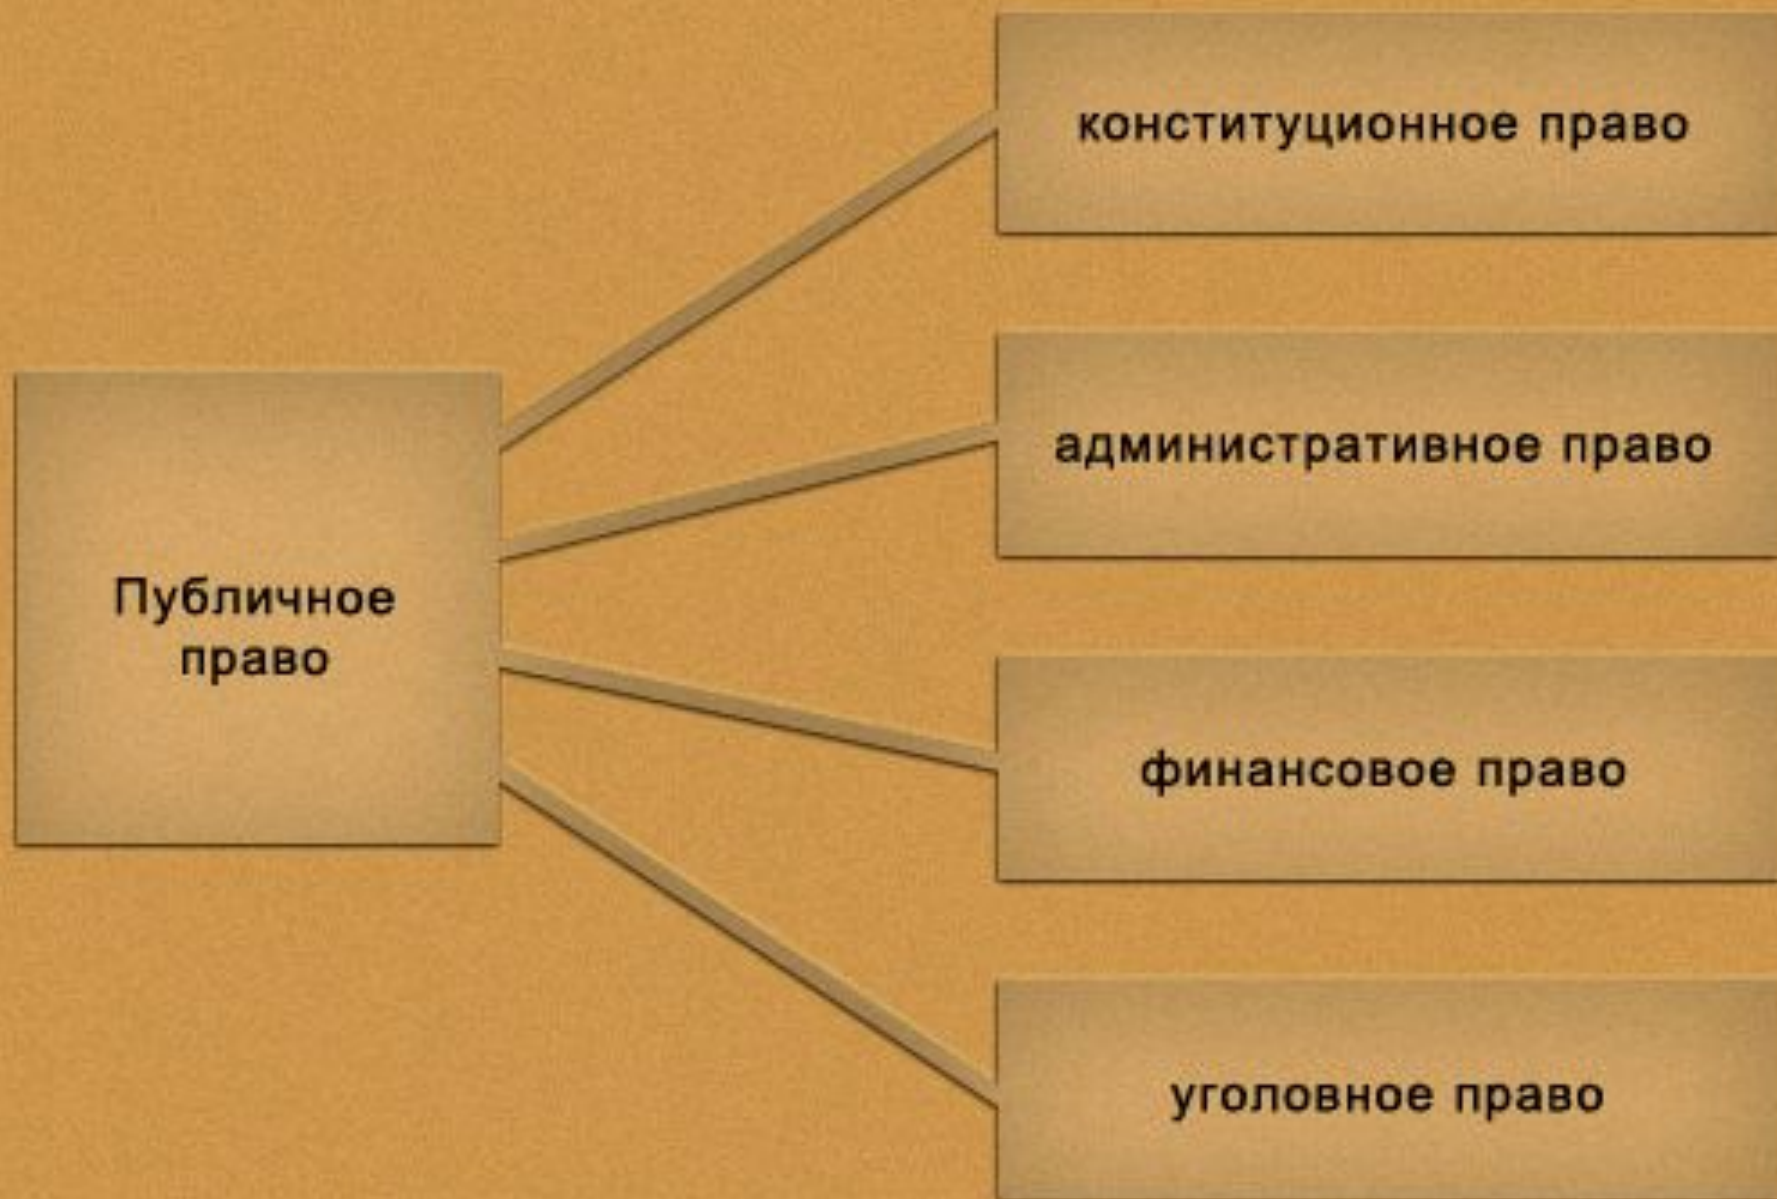 конституционное право
административное право
Публичное
право
финансовое право
уголовное право